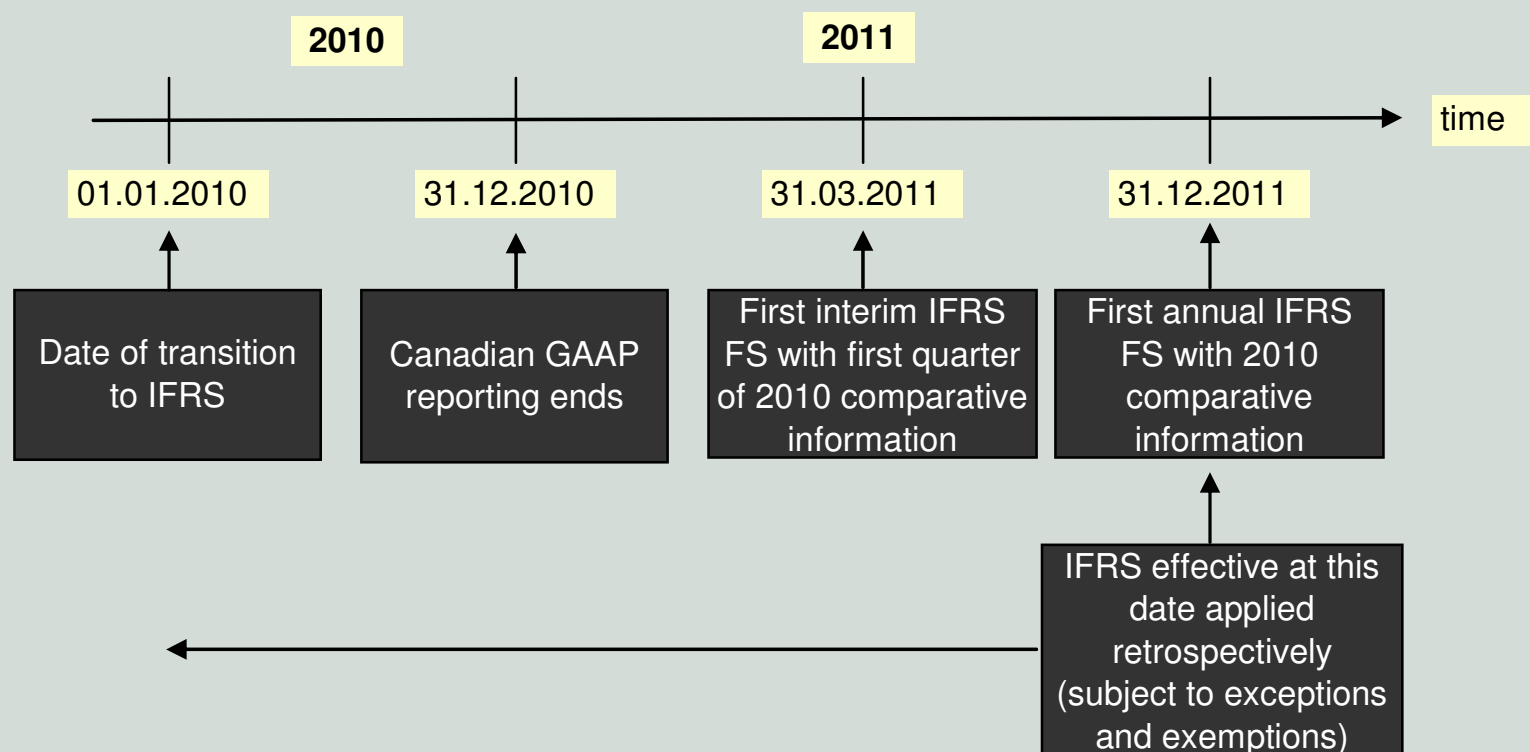 2010
2011
time
01.01.2010
31.12.2010
31.03.2011
31.12.2011
Date of transition
to IFRS
Canadian GAAP
reporting ends
First interim IFRS
FS with first quarter
of 2010 comparative
information
First annual IFRS
FS with 2010
comparative
information
IFRS effective at this
date applied
retrospectively
(subject to exceptions
and exemptions)